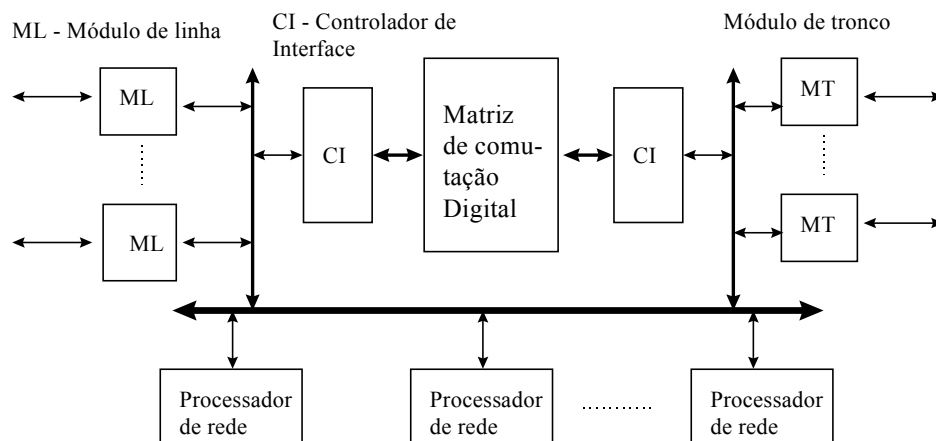 ML - Módulo de linha
CI - Controlador de
Interface
Módulo de tronco
ML
CI
Matriz
de comu-
tação
Digital
CI
MT
ML
MT
Processador
de rede
Processador
de rede
Processador
de rede